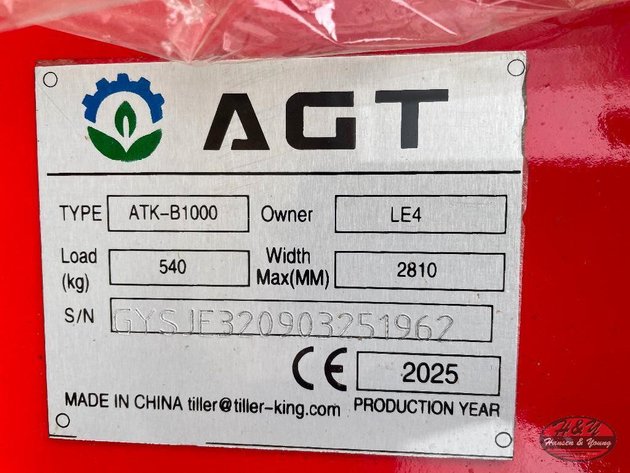 AGT
TYPE ATK-B1000 Owner LE4
Load (kg) 540 Width Max(MM) 2810
S/N GYSJE320903251962
CE 2025
MADE IN CHINA tiller@tiller-king.com PRODUCTION YEAR
H&Y
Hansen & Young